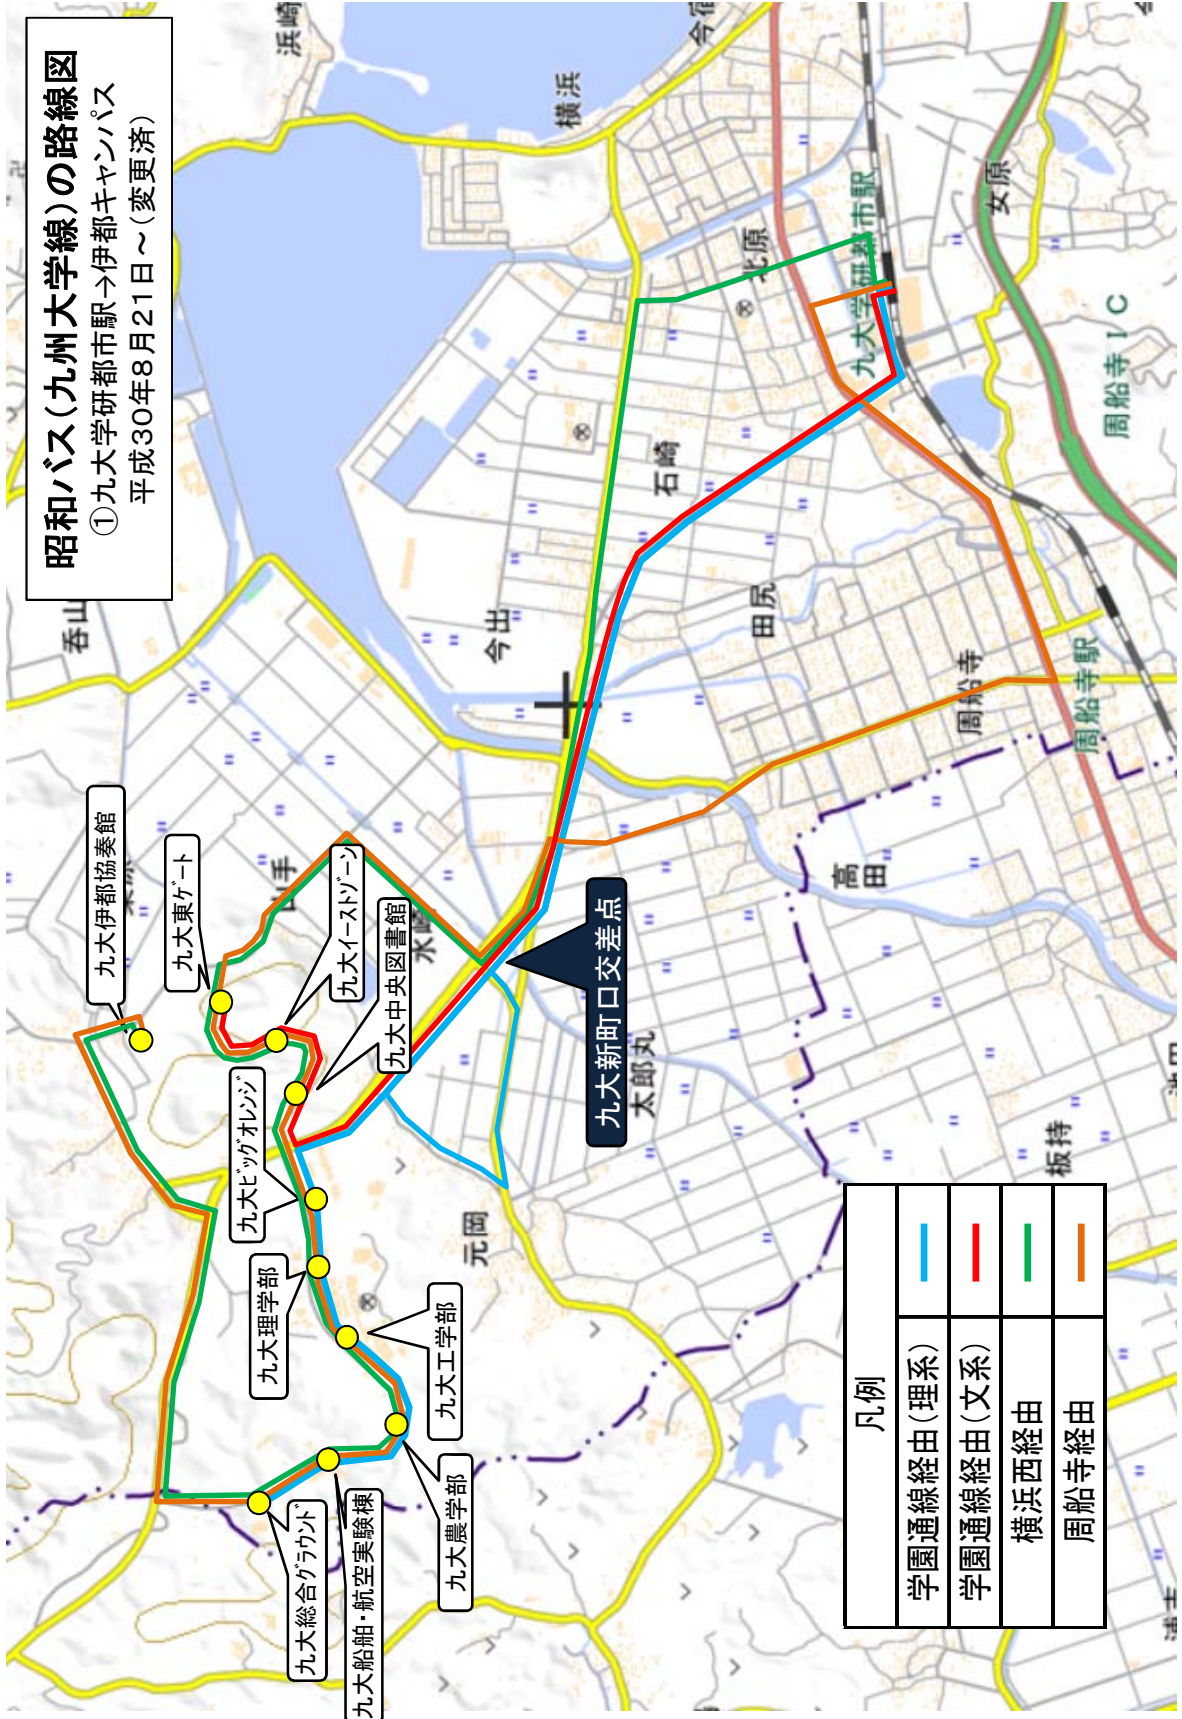 昭和バス(九州大学線)の路線図
①九大学研都市駅→伊都キャンパス
平成30年8月21日～(変更済)
浜崎
横浜
今宿
呑山
今出
石崎
北原
九大学研都市駅
女原
周船寺IC
田尻
周船寺
周船寺駅
高田
九大伊都協奏館
九大東ゲート
山手
九大イーストゾーン
九大中央図書館
水崎
九大新町口交差点
太郎丸
九大ビッグオレンジ
九大理学部
九大工学部
元岡
板持
九大農学部
九大船舶・航空実験棟
九大総合グラウンド
凡例
学園通線経由(理系)
学園通線経由(文系)
横浜西経由
周船寺経由